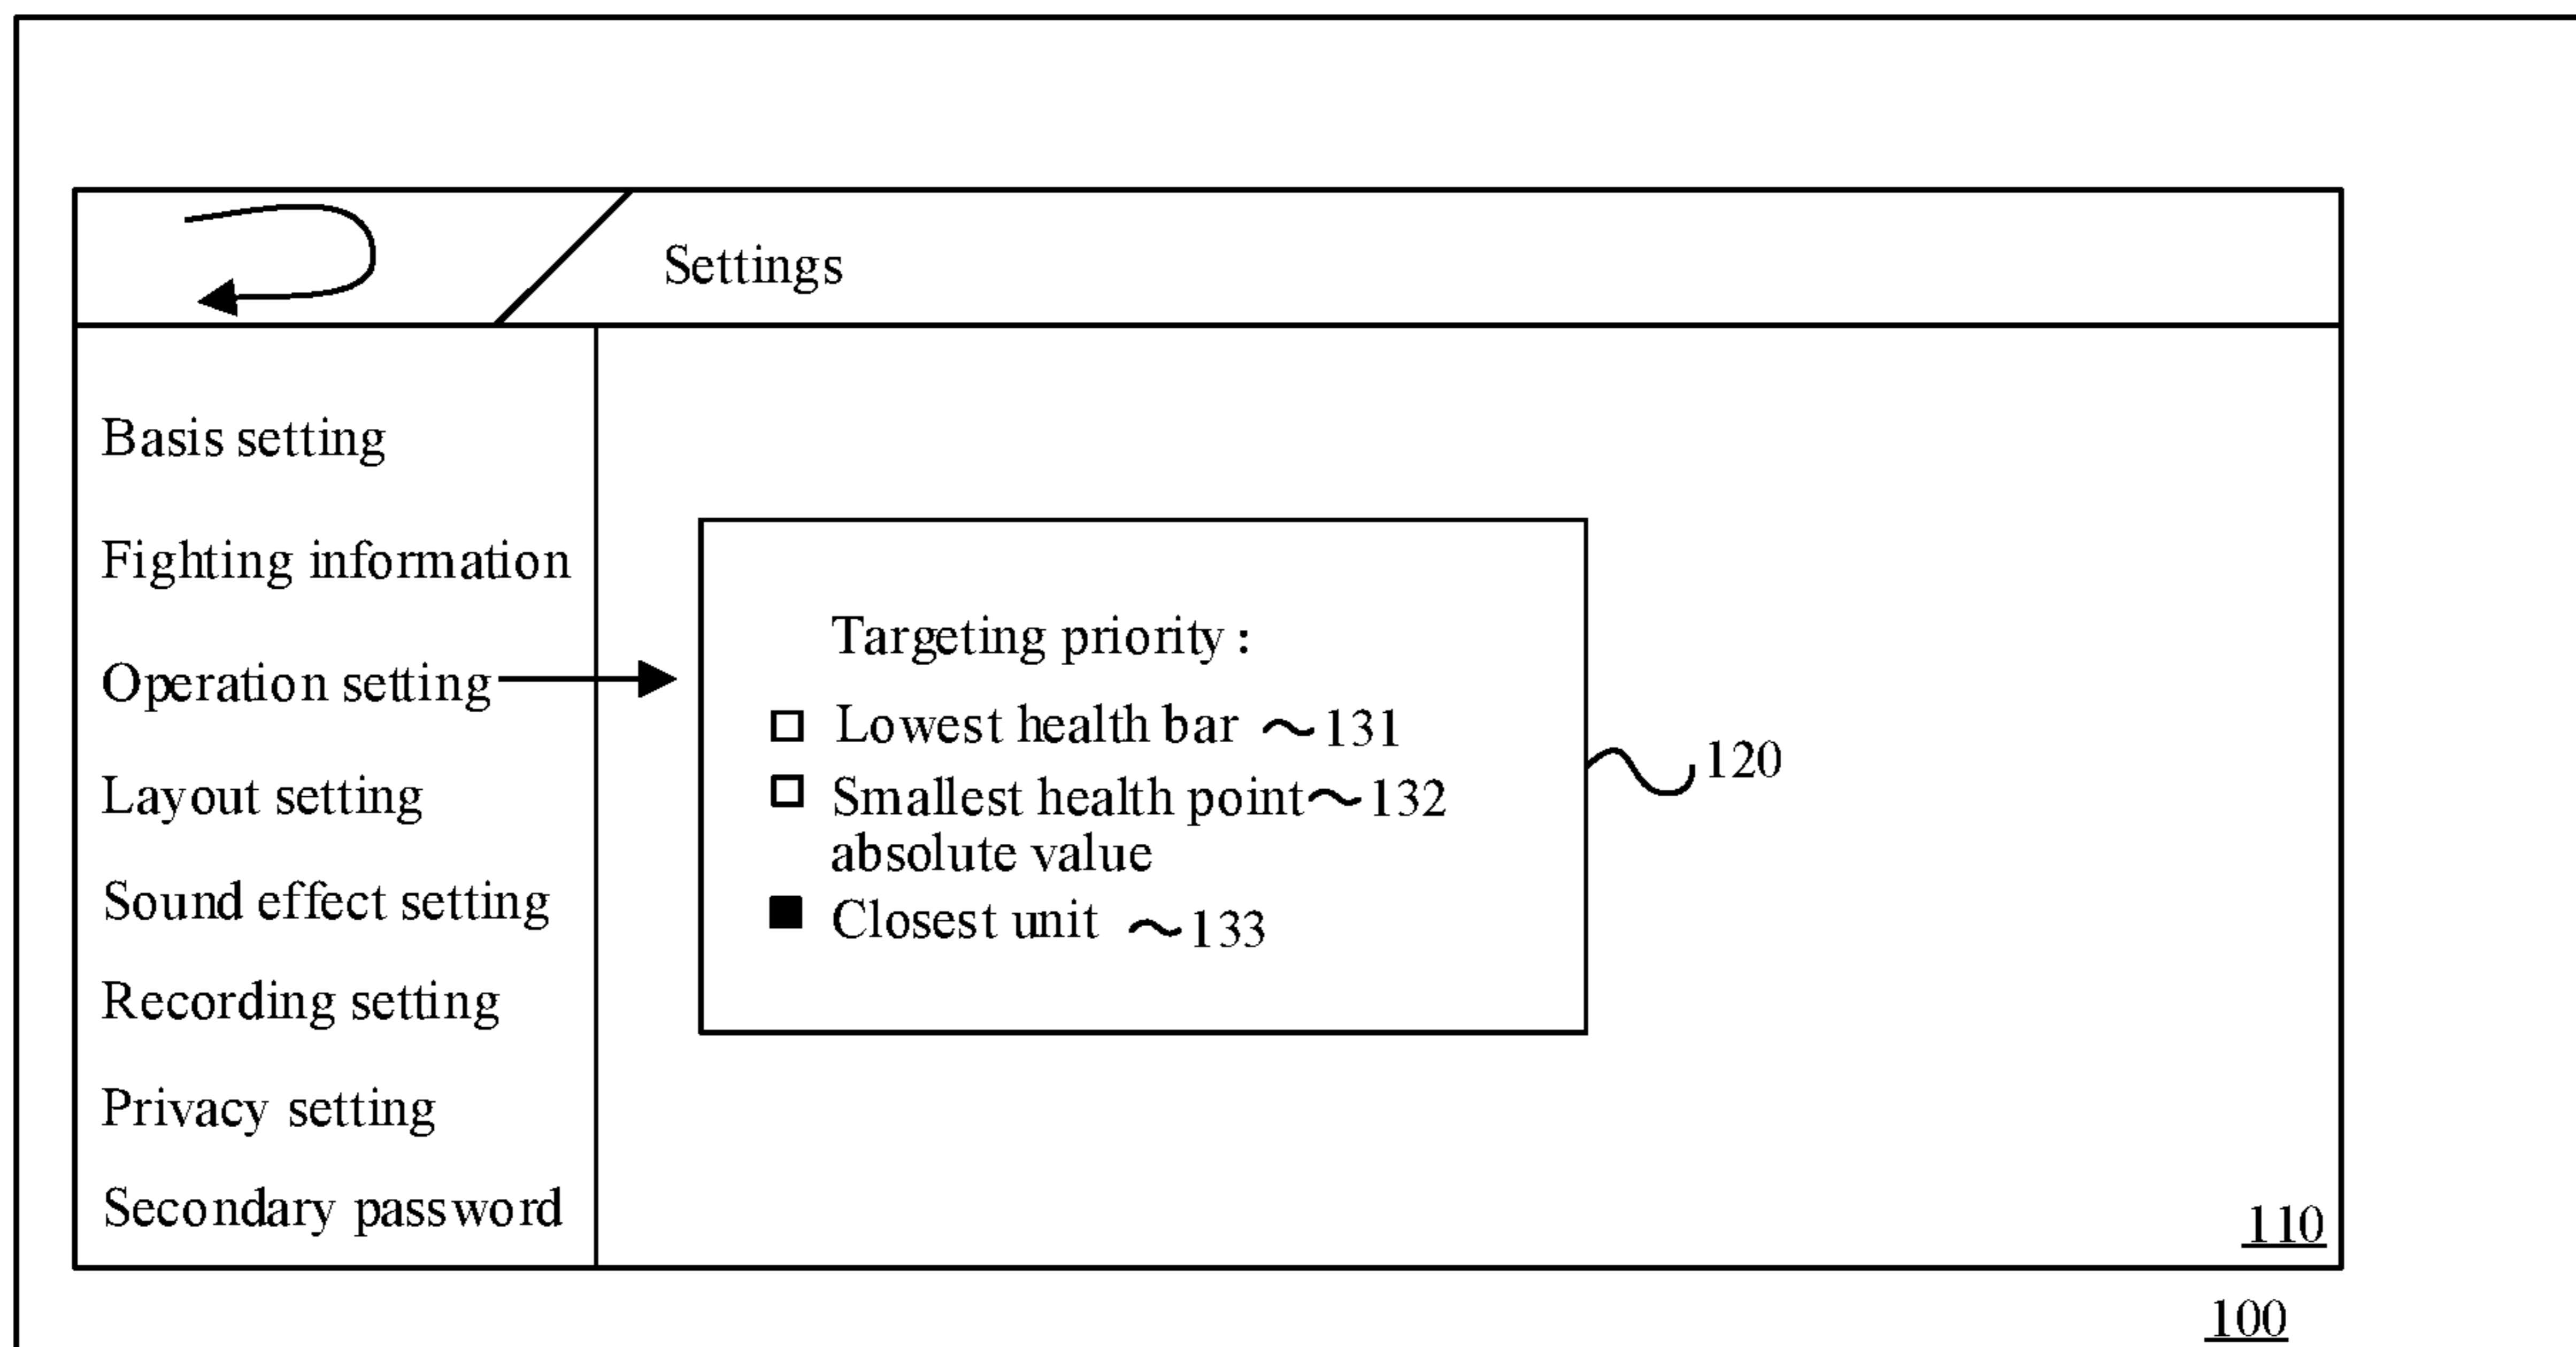 Settings
Basis setting
Fighting information
Operation setting
Layout setting
Sound effect setting
Recording setting
Privacy setting
Secondary password
Targeting priority:
Lowest health bar ~131
Smallest health point~132
absolute value
Closest unit ~133
120
110
100